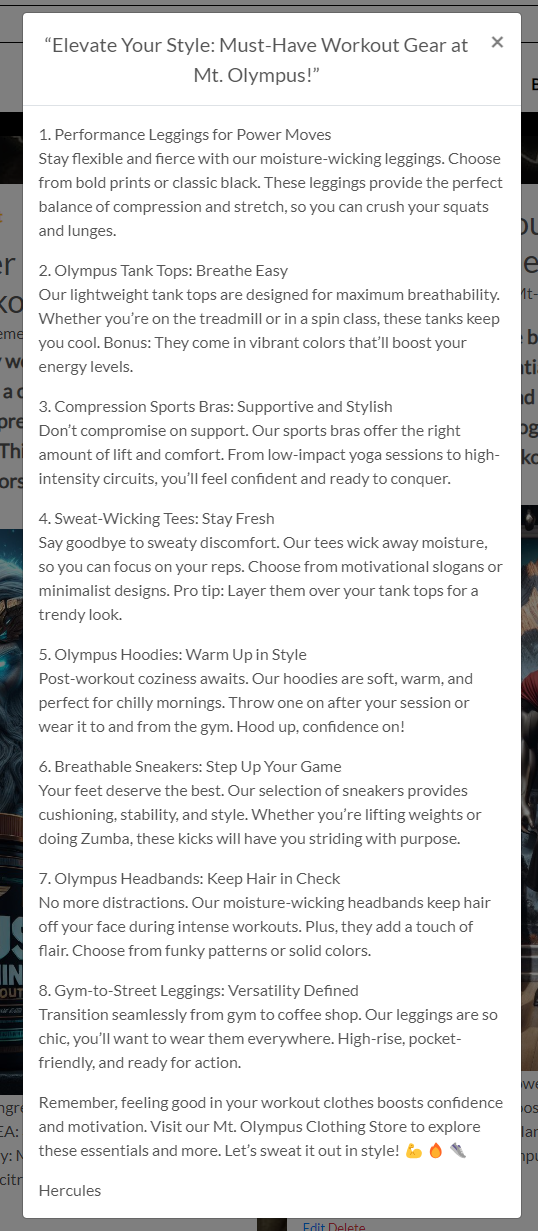 “Elevate Your Style: Must-Have Workout Gear at
Mt. Olympus!”
×
1. Performance Leggings for Power Moves
Stay flexible and fierce with our moisture-wicking leggings. Choose
from bold prints or classic black. These leggings provide the perfect
balance of compression and stretch, so you can crush your squats
and lunges.
2. Olympus Tank Tops: Breathe Easy
Our lightweight tank tops are designed for maximum breathability.
Whether you’re on the treadmill or in a spin class, these tanks keep
you cool. Bonus: They come in vibrant colors that’ll boost your
energy levels.
3. Compression Sports Bras: Supportive and Stylish
Don’t compromise on support. Our sports bras offer the right
amount of lift and comfort. From low-impact yoga sessions to high-
intensity circuits, you’ll feel confident and ready to conquer.
4. Sweat-Wicking Tees: Stay Fresh
Say goodbye to sweaty discomfort. Our tees wick away moisture,
so you can focus on your reps. Choose from motivational slogans or
minimalist designs. Pro tip: Layer them over your tank tops for a
trendy look.
5. Olympus Hoodies: Warm Up in Style
Post-workout coziness awaits. Our hoodies are soft, warm, and
perfect for chilly mornings. Throw one on after your session or
wear it to and from the gym. Hood up, confidence on!
6. Breathable Sneakers: Step Up Your Game
Your feet deserve the best. Our selection of sneakers provides
cushioning, stability, and style. Whether you’re lifting weights or
doing Zumba, these kicks will have you striding with purpose.
7. Olympus Headbands: Keep Hair in Check
No more distractions. Our moisture-wicking headbands keep hair
off your face during intense workouts. Plus, they add a touch of
flair. Choose from funky patterns or solid colors.
8. Gym-to-Street Leggings: Versatility Defined
Transition seamlessly from gym to coffee shop. Our leggings are so
chic, you’ll want to wear them everywhere. High-rise, pocket-
friendly, and ready for action.
Remember, feeling good in your workout clothes boosts confidence
and motivation. Visit our Mt. Olympus Clothing Store to explore
these essentials and more. Let’s sweat it out in style! 💪 🔥 👟
Hercules
Edit Delete